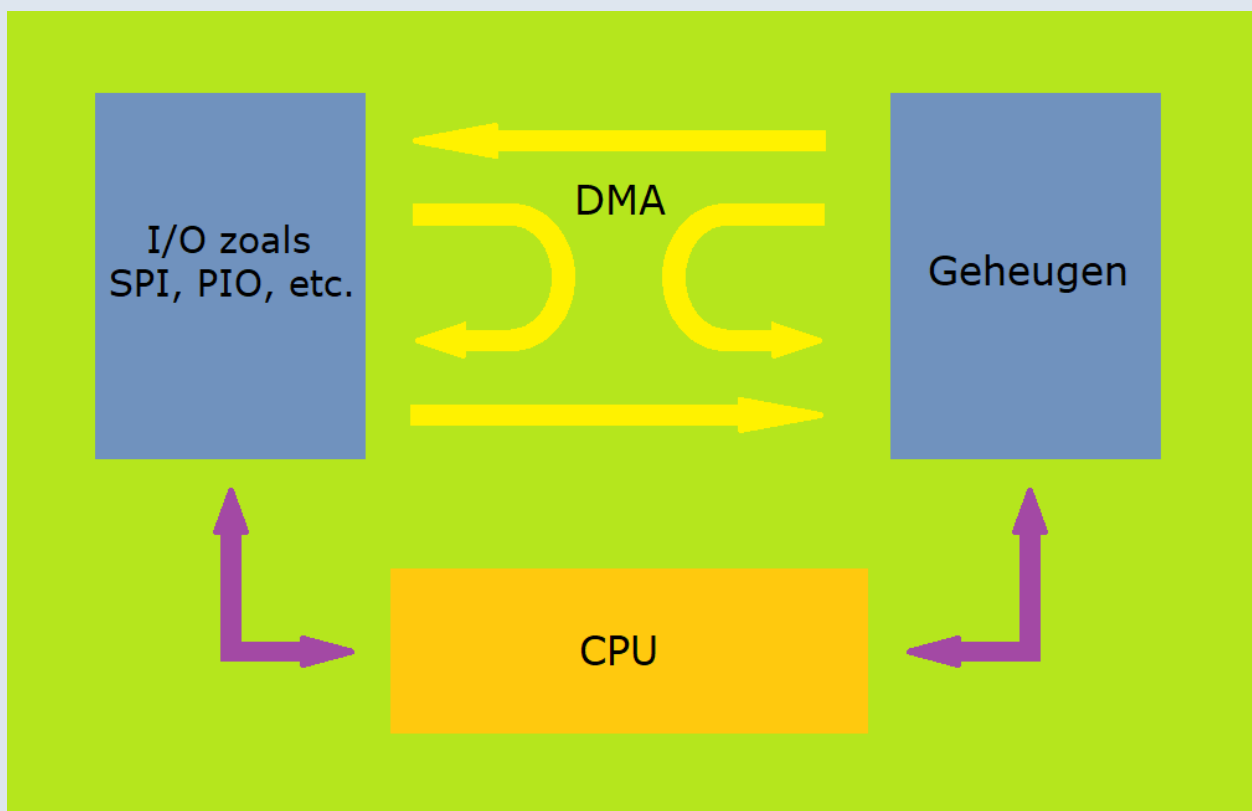 DMA
I/O zoals
SPI, PIO, etc.
Geheugen
CPU